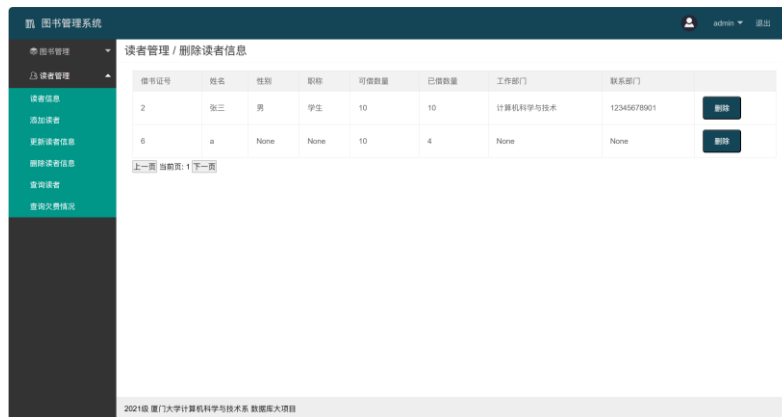 图书管理系统
admin 退出
图书管理
读者管理
读者信息
添加读者
更新读者信息
删除读者信息
查询读者
查询欠费情况
读者管理 / 删除读者信息
借书证号 姓名 性别 职称 可借数量 已借数量 工作部门 联系部门
2 张三 男 学生 10 10 计算机科学与技术 12345678901 删除
6 a None None 10 4 None None 删除
上一页 当前页: 1 下一页
2021级 厦门大学计算机科学与技术系 数据库大项目